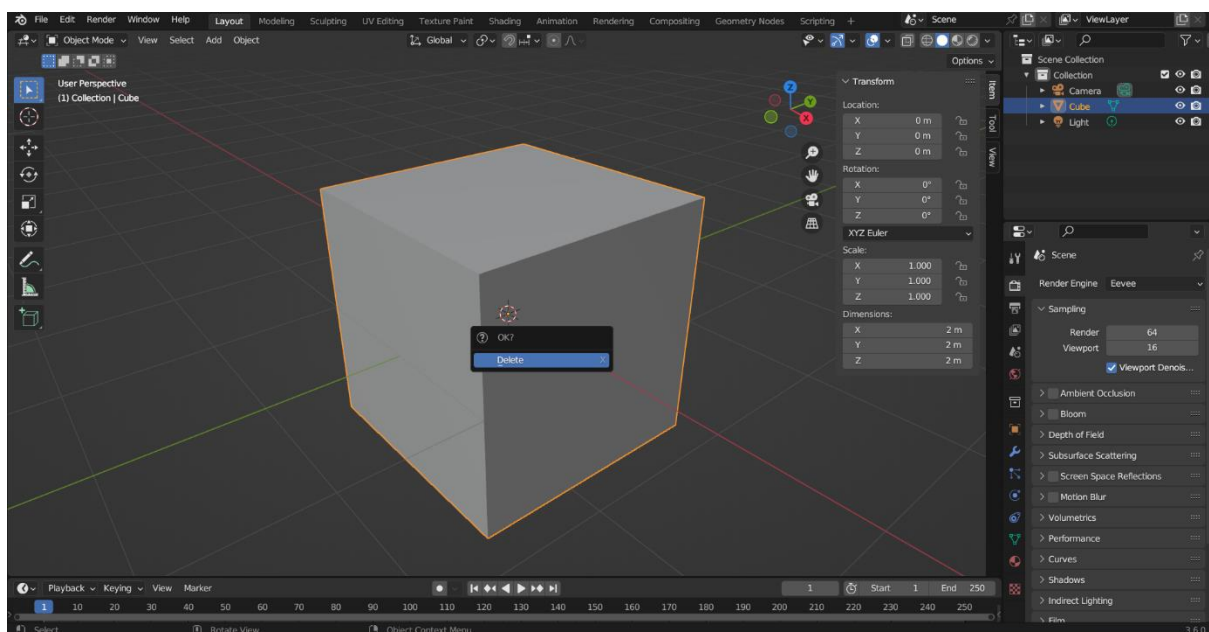 File Edit Render Window Help Layout Modeling Sculpting UV Editing Texture Paint Shading Animation Rendering Compositing Geometry Nodes Scripting + Scene ViewLayer
Object Mode View Select Add Object Global
Options
User Perspective
(1) Collection | Cube
Transform
Location:
X 0 m
Y 0 m
Z 0 m
Rotation:
X 0°
Y 0°
Z 0°
XYZ Euler
Scale:
X 1.000
Y 1.000
Z 1.000
Dimensions:
X 2 m
Y 2 m
Z 2 m
Item
Tool
View
X
Y
Z
OK?
Delete X
Scene Collection
Collection
Camera
Cube
Light
Scene
Render Engine Eevee
Sampling
Render 64
Viewport 16
Viewport Denois...
Ambient Occlusion
Bloom
Depth of Field
Subsurface Scattering
Screen Space Reflections
Motion Blur
Volumetrics
Performance
Curves
Shadows
Indirect Lighting
Film
Playback Keying View Marker 1 Start 1 End 250
1 10 20 30 40 50 60 70 80 90 100 110 120 130 140 150 160 170 180 190 200 210 220 230 240 250
Select Rotate View Object Context Menu 3.6.0